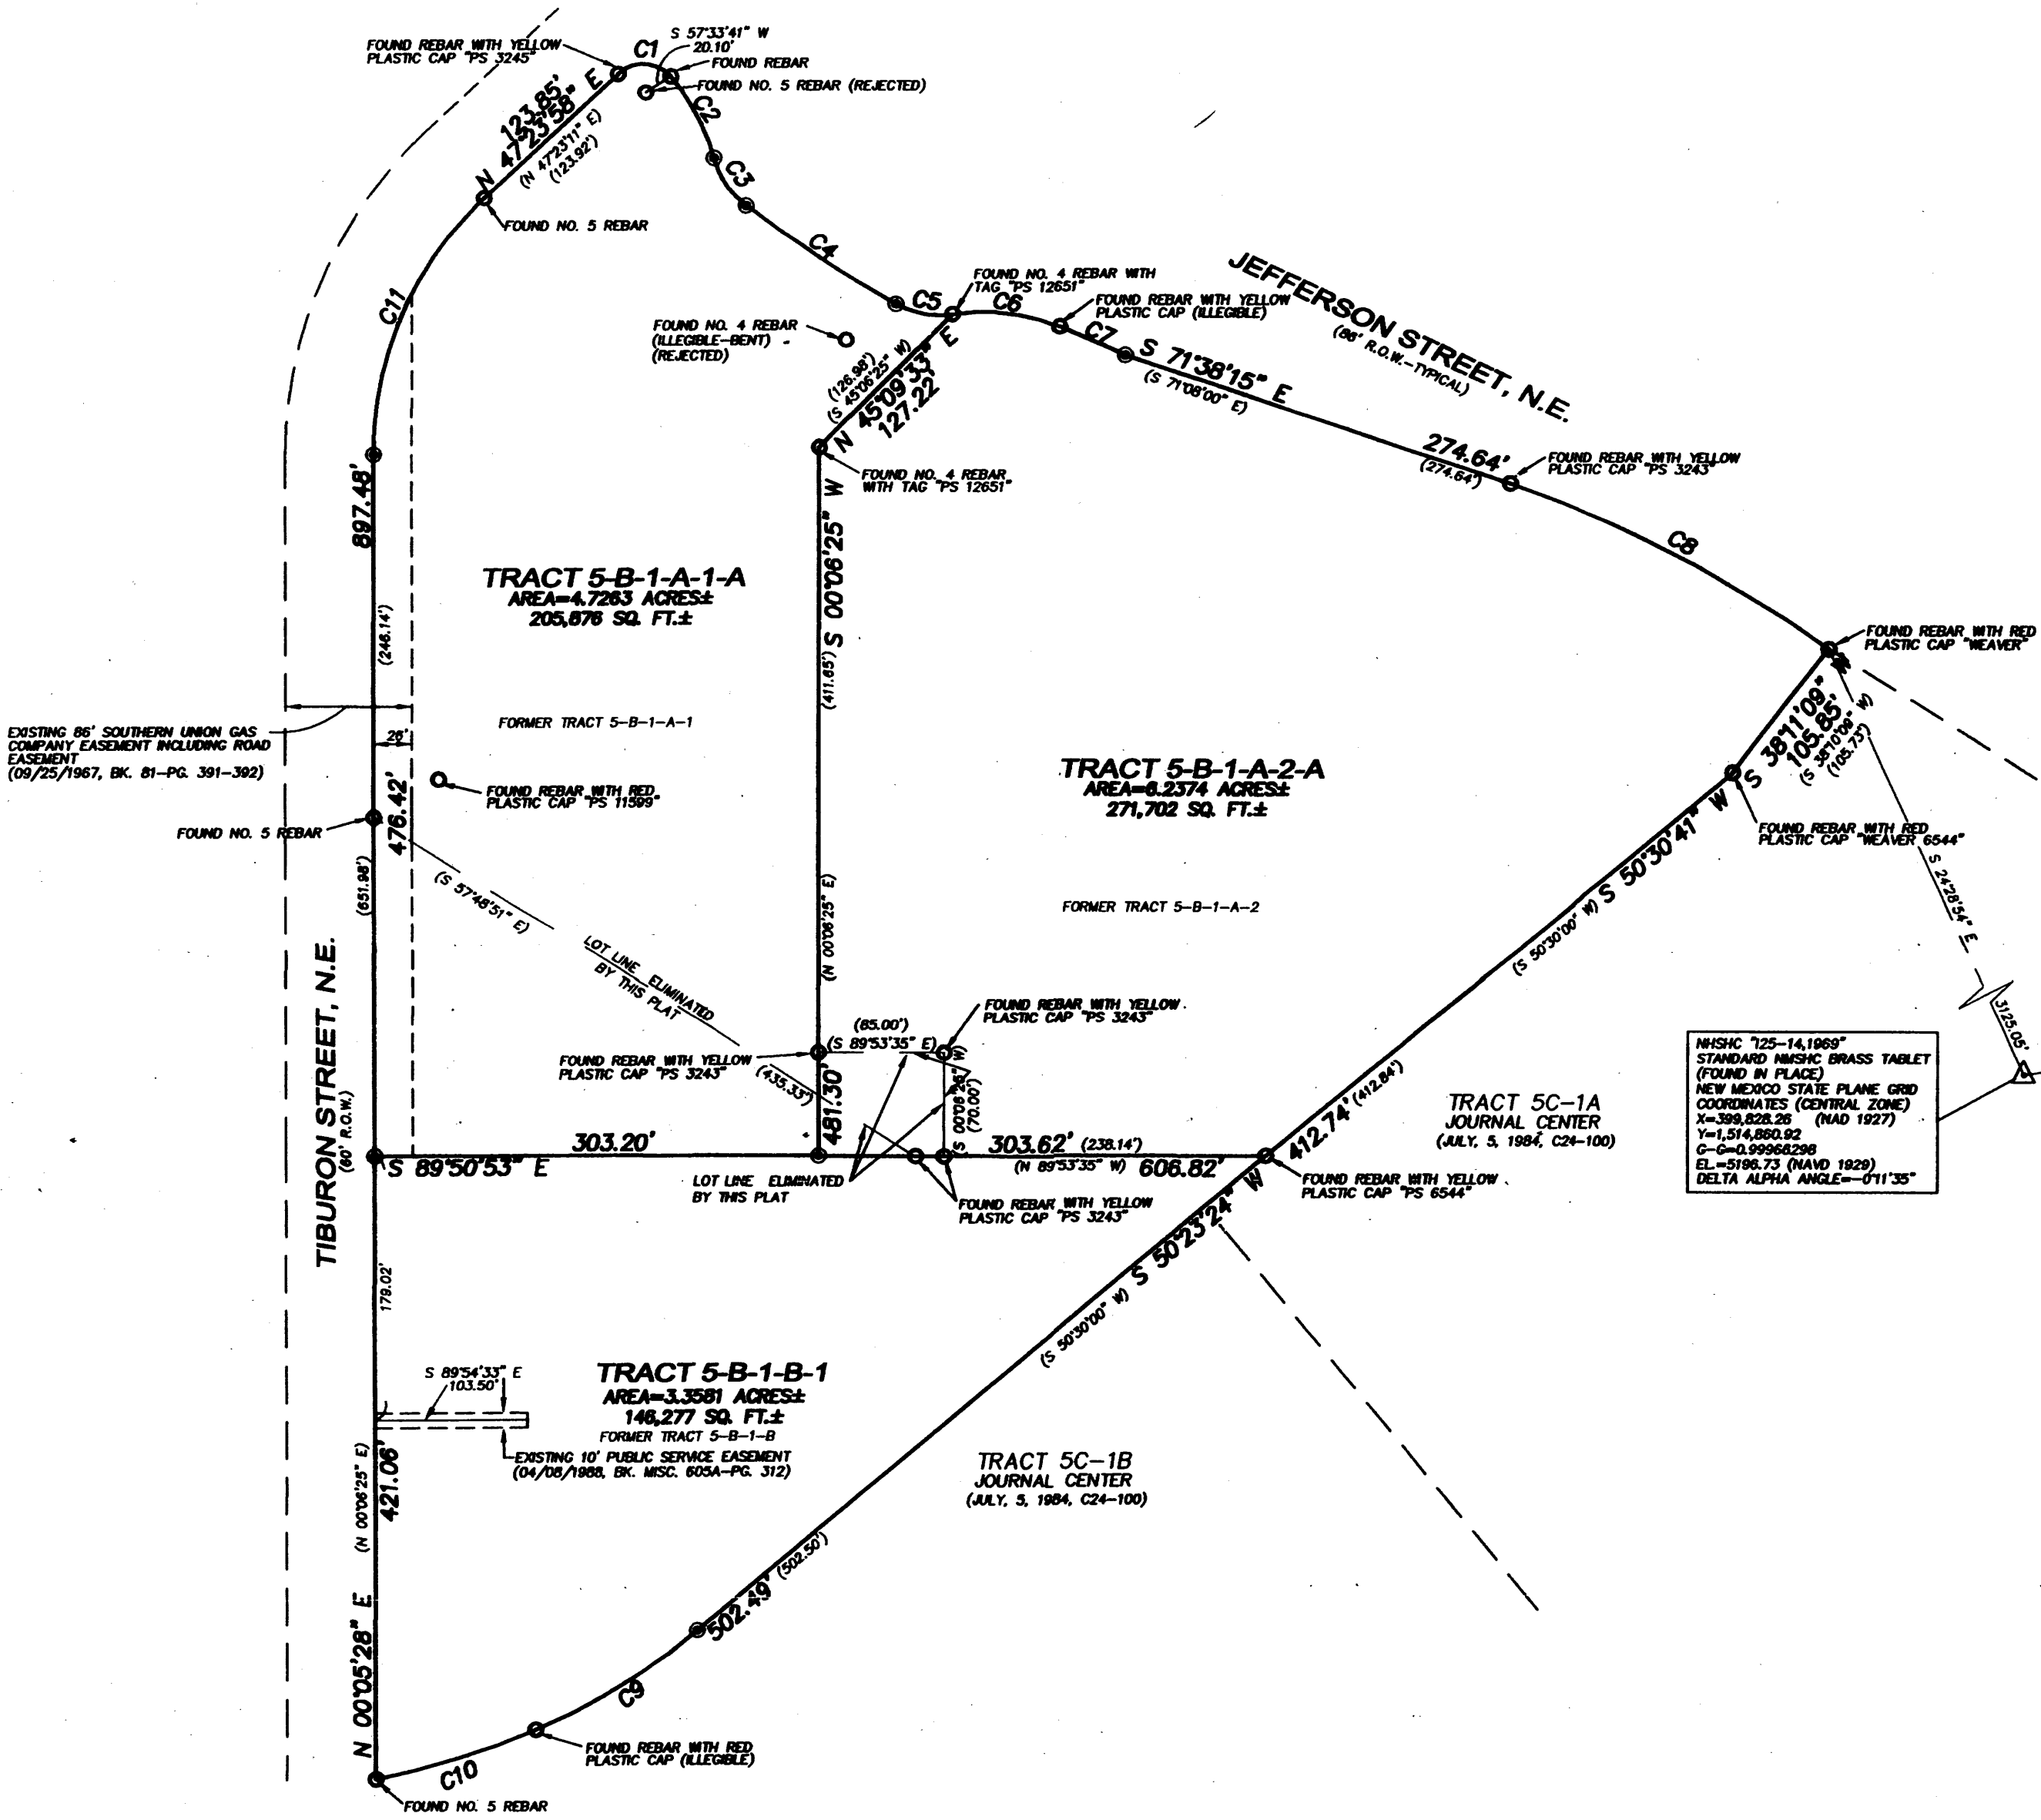 S 57°33'41" W
20.10'
FOUND REBAR WITH YELLOW
PLASTIC CAP "PS 3245"
C1
FOUND REBAR
FOUND NO. 5 REBAR (REJECTED)
123.85'
N 47°23'58" E
(N 47°23'11" E)
(123.92')
C2
C3
FOUND NO. 5 REBAR
C4
C11
FOUND NO. 4 REBAR WITH
TAG "PS 12651"
C5
C6
FOUND REBAR WITH YELLOW
PLASTIC CAP (ILLEGIBLE)
C7
JEFFERSON STREET, N.E.
(86' R.O.W.-TYPICAL)
FOUND NO. 4 REBAR
(ILLEGIBLE-BENT)
(REJECTED)
(126.98')
(S 45°06'25" W)
N 45°09'33" E
127.22'
S 71°38'15" E
(S 71°08'00" E)
274.64'
(274.64')
FOUND REBAR WITH YELLOW
PLASTIC CAP "PS 3243"
FOUND NO. 4 REBAR
WITH TAG "PS 12651"
897.48'
C8
S 00°06'25" W
(411.65')
TRACT 5-B-1-A-1-A
AREA=4.7263 ACRES±
205,876 SQ. FT.±
(246.14')
FOUND REBAR WITH RED
PLASTIC CAP "WEAVER"
S 38°11'09" W
105.85'
(S 38°10'09" W)
(105.73')
EXISTING 86' SOUTHERN UNION GAS
COMPANY EASEMENT INCLUDING ROAD
EASEMENT
(09/25/1967, BK. 81-PG. 391-392)
FORMER TRACT 5-B-1-A-1
26'
FOUND REBAR WITH RED
PLASTIC CAP "PS 11599"
476.42'
FOUND NO. 5 REBAR
TRACT 5-B-1-A-2-A
AREA=6.2374 ACRES±
271,702 SQ. FT.±
FOUND REBAR WITH RED
PLASTIC CAP "WEAVER 6544"
S 50°30'41" W
(S 50°30'00" W)
S 24°28'54" E
3125.05'
(651.98')
(S 57°48'51" E)
(N 00°06'25" E)
FORMER TRACT 5-B-1-A-2
LOT LINE ELIMINATED
BY THIS PLAT
TIBURON STREET, N.E.
(60' R.O.W.)
FOUND REBAR WITH YELLOW
PLASTIC CAP "PS 3243"
(85.00')
(S 89°53'35" E)
FOUND REBAR WITH YELLOW
PLASTIC CAP "PS 3243"
(435.33')
481.30'
(S 00°06'25" W)
(70.00')
NHSHC "I25-14,1969"
STANDARD NMSHC BRASS TABLET
(FOUND IN PLACE)
NEW MEXICO STATE PLANE GRID
COORDINATES (CENTRAL ZONE)
X=399,828.26 (NAD 1927)
Y=1,514,860.92
G-G=0.99966298
EL.=5196.73 (NAVD 1929)
DELTA ALPHA ANGLE=-0°11'35"
412.74' (412.84')
TRACT 5C-1A
JOURNAL CENTER
(JULY, 5, 1984, C24-100)
303.20'
S 89°50'53" E
303.62' (238.14')
(N 89°53'35" W)
606.82'
LOT LINE ELIMINATED
BY THIS PLAT
FOUND REBAR WITH YELLOW
PLASTIC CAP "PS 3243"
FOUND REBAR WITH YELLOW
PLASTIC CAP "PS 6544"
S 50°23'24" W
(S 50°30'00" W)
179.02'
S 89°54'33" E
103.50'
TRACT 5-B-1-B-1
AREA=3.3581 ACRES±
146,277 SQ. FT.±
FORMER TRACT 5-B-1-B
EXISTING 10' PUBLIC SERVICE EASEMENT
(04/08/1988, BK. MISC. 605A-PG. 312)
(N 00°06'25" E)
421.06'
TRACT 5C-1B
JOURNAL CENTER
(JULY, 5, 1984, C24-100)
502.49' (502.50')
N 00°05'28" E
C9
FOUND REBAR WITH RED
PLASTIC CAP (ILLEGIBLE)
C10
FOUND NO. 5 REBAR